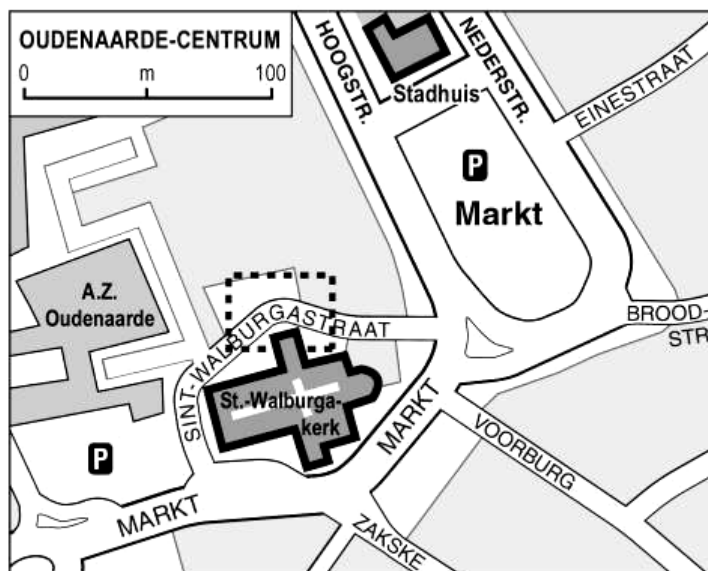 OUDENAARDE-CENTRUM
0 m 100
HOOGSTR.
NEDERSTR.
Stadhuis
EINESTRAAT
P
Markt
A.Z.
Oudenaarde
SINT-WALBURGASTRAAT
BROOD-
STR
St.-Walburga-
kerk
MARKT
VOORBURG
P
MARKT
ZAKSKE